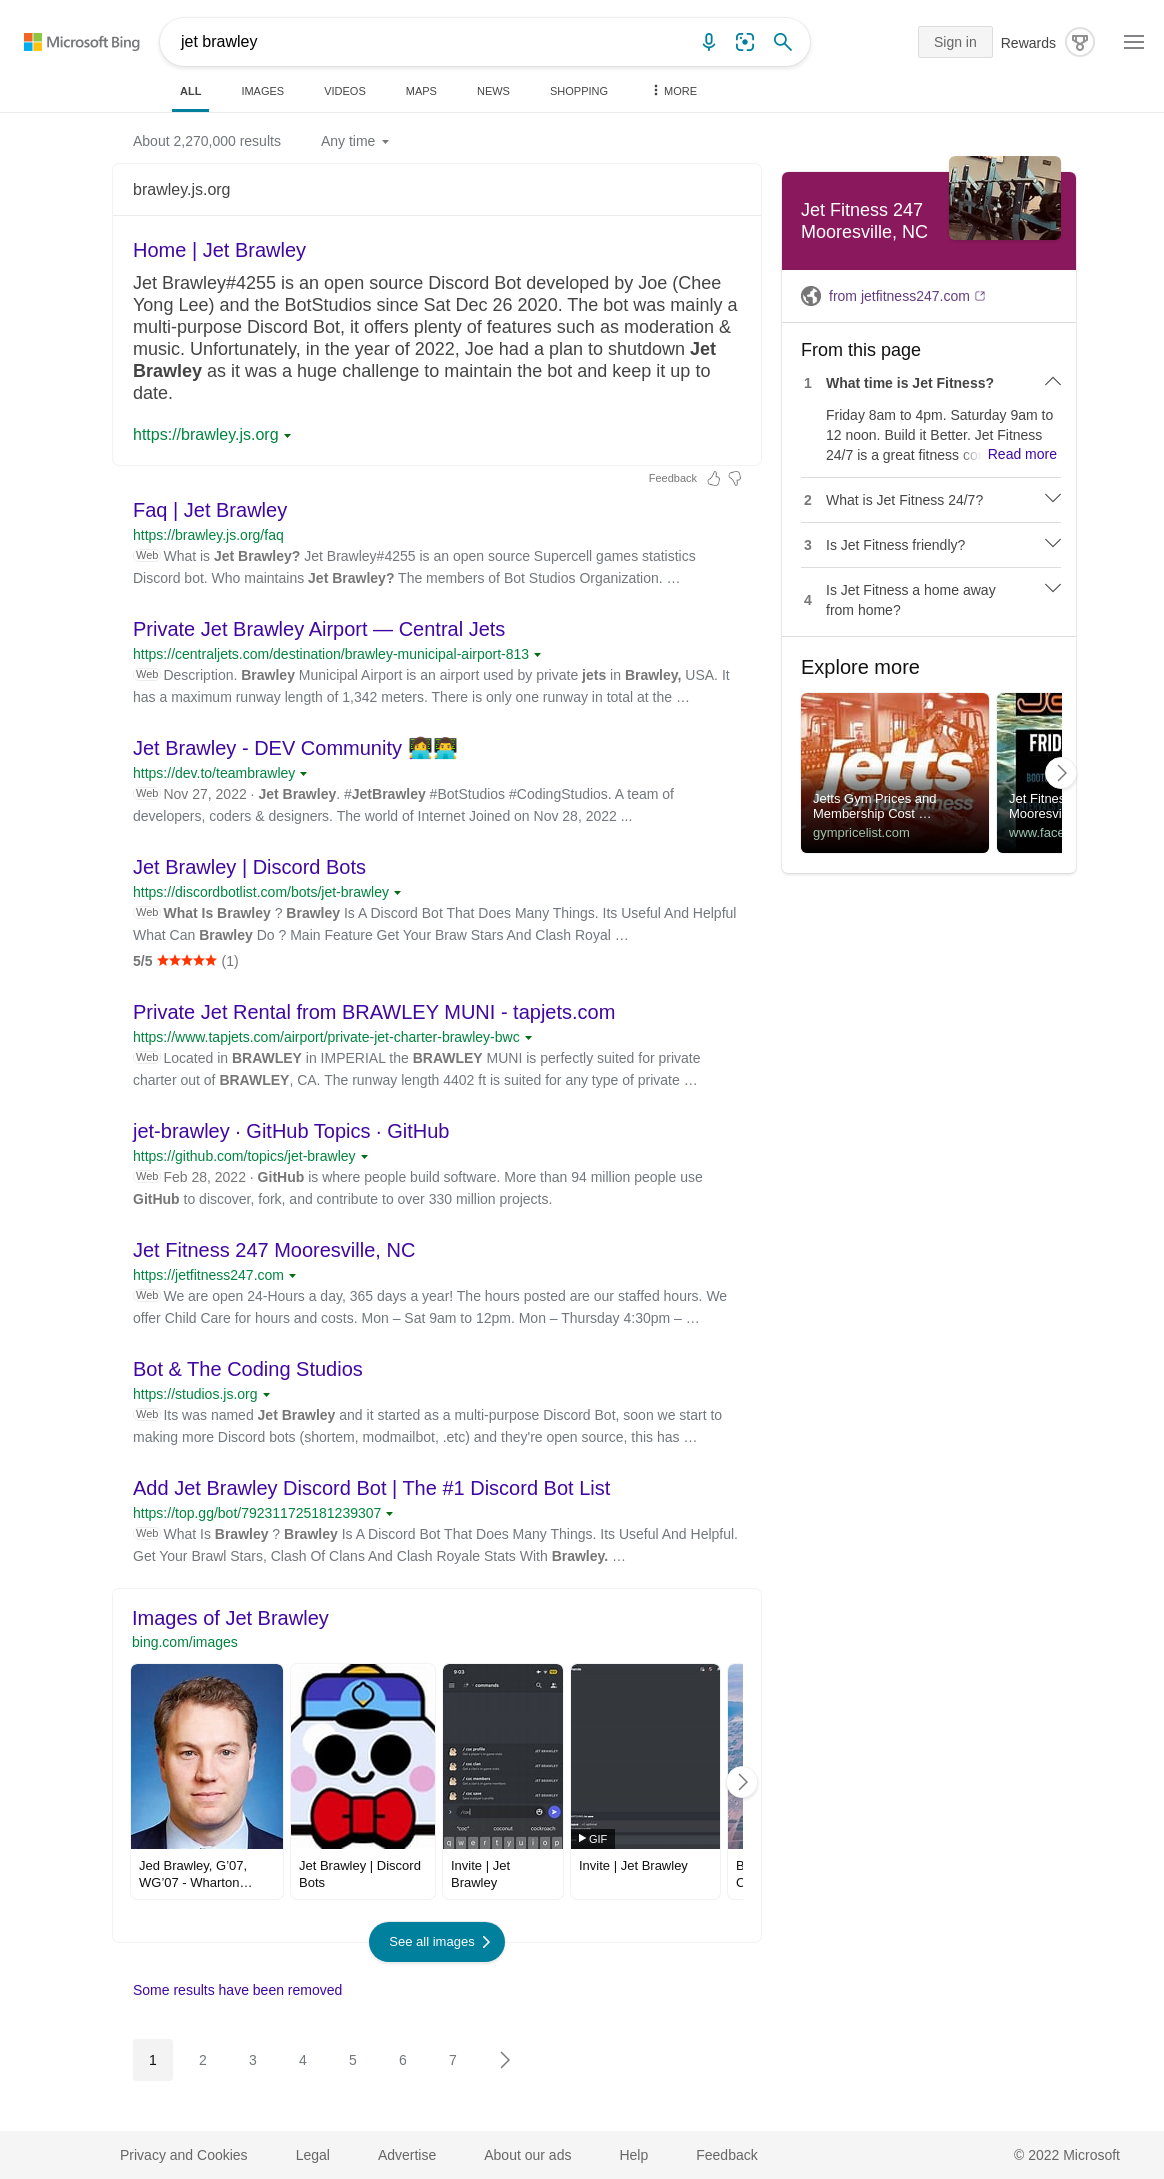 Microsoft Bing
jet brawley
Sign in
Rewards
ALL
IMAGES
VIDEOS
MAPS
NEWS
SHOPPING
MORE
About 2,270,000 results
Any time
brawley.js.org
Home | Jet Brawley
Jet Brawley#4255 is an open source Discord Bot developed by Joe (Chee
Yong Lee) and the BotStudios since Sat Dec 26 2020. The bot was mainly a
multi-purpose Discord Bot, it offers plenty of features such as moderation &
music. Unfortunately, in the year of 2022, Joe had a plan to shutdown Jet
Brawley as it was a huge challenge to maintain the bot and keep it up to
date.
https://brawley.js.org
Feedback
Faq | Jet Brawley
https://brawley.js.org/faq
Web What is Jet Brawley? Jet Brawley#4255 is an open source Supercell games statistics
Discord bot. Who maintains Jet Brawley? The members of Bot Studios Organization. …
Private Jet Brawley Airport — Central Jets
https://centraljets.com/destination/brawley-municipal-airport-813
Web Description. Brawley Municipal Airport is an airport used by private jets in Brawley, USA. It
has a maximum runway length of 1,342 meters. There is only one runway in total at the …
Jet Brawley - DEV Community 👩‍💻👨‍💻
https://dev.to/teambrawley
Web Nov 27, 2022 · Jet Brawley. #JetBrawley #BotStudios #CodingStudios. A team of
developers, coders & designers. The world of Internet Joined on Nov 28, 2022 ...
Jet Brawley | Discord Bots
https://discordbotlist.com/bots/jet-brawley
Web What Is Brawley ? Brawley Is A Discord Bot That Does Many Things. Its Useful And Helpful
What Can Brawley Do ? Main Feature Get Your Braw Stars And Clash Royal …
5/5 ★★★★★ (1)
Private Jet Rental from BRAWLEY MUNI - tapjets.com
https://www.tapjets.com/airport/private-jet-charter-brawley-bwc
Web Located in BRAWLEY in IMPERIAL the BRAWLEY MUNI is perfectly suited for private
charter out of BRAWLEY, CA. The runway length 4402 ft is suited for any type of private …
jet-brawley · GitHub Topics · GitHub
https://github.com/topics/jet-brawley
Web Feb 28, 2022 · GitHub is where people build software. More than 94 million people use
GitHub to discover, fork, and contribute to over 330 million projects.
Jet Fitness 247 Mooresville, NC
https://jetfitness247.com
Web We are open 24-Hours a day, 365 days a year! The hours posted are our staffed hours. We
offer Child Care for hours and costs. Mon – Sat 9am to 12pm. Mon – Thursday 4:30pm – …
Bot & The Coding Studios
https://studios.js.org
Web Its was named Jet Brawley and it started as a multi-purpose Discord Bot, soon we start to
making more Discord bots (shortem, modmailbot, .etc) and they're open source, this has …
Add Jet Brawley Discord Bot | The #1 Discord Bot List
https://top.gg/bot/792311725181239307
Web What Is Brawley ? Brawley Is A Discord Bot That Does Many Things. Its Useful And Helpful.
Get Your Brawl Stars, Clash Of Clans And Clash Royale Stats With Brawley. …
Images of Jet Brawley
bing.com/images
9:03
commands
/ coc profile
/ coc clan
/ coc members
/ coc save
JET BRAWLEY
JET BRAWLEY
JET BRAWLEY
JET BRAWLEY
/coc
"coc" coconut cockroach
q w e r t y u i o p
GIF
Jed Brawley, G'07,
WG'07 - Wharton…
Jet Brawley | Discord
Bots
Invite | Jet
Brawley
Invite | Jet Brawley
See all images
Some results have been removed
1 2 3 4 5 6 7
Jet Fitness 247
Mooresville, NC
from jetfitness247.com
From this page
1 What time is Jet Fitness?
Friday 8am to 4pm. Saturday 9am to
12 noon. Build it Better. Jet Fitness
24/7 is a great fitness co Read more
2 What is Jet Fitness 24/7?
3 Is Jet Fitness friendly?
4 Is Jet Fitness a home away
from home?
Explore more
jetts
24 hour fitness
Jetts Gym Prices and
Membership Cost …
gympricelist.com
FRID
BOOT
Jet Fitnes
Mooresvi
www.face
Privacy and Cookies
Legal
Advertise
About our ads
Help
Feedback
© 2022 Microsoft